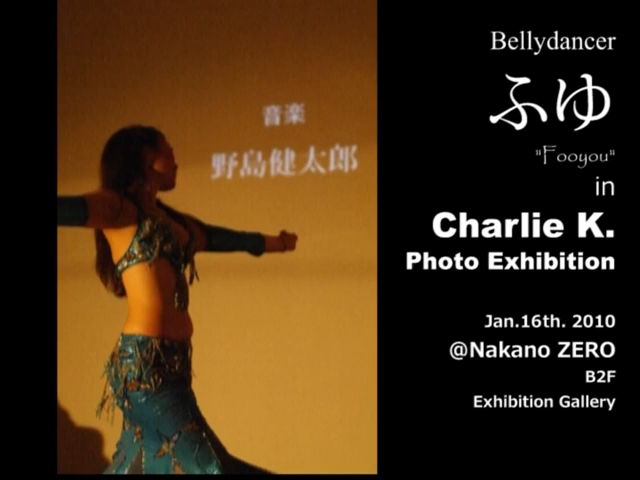 音楽
野島健太郎
Bellydancer
ふゆ
"Fooyou"
in
Charlie K.
Photo Exhibition
Jan.16th. 2010
@Nakano ZERO
B2F
Exhibition Gallery